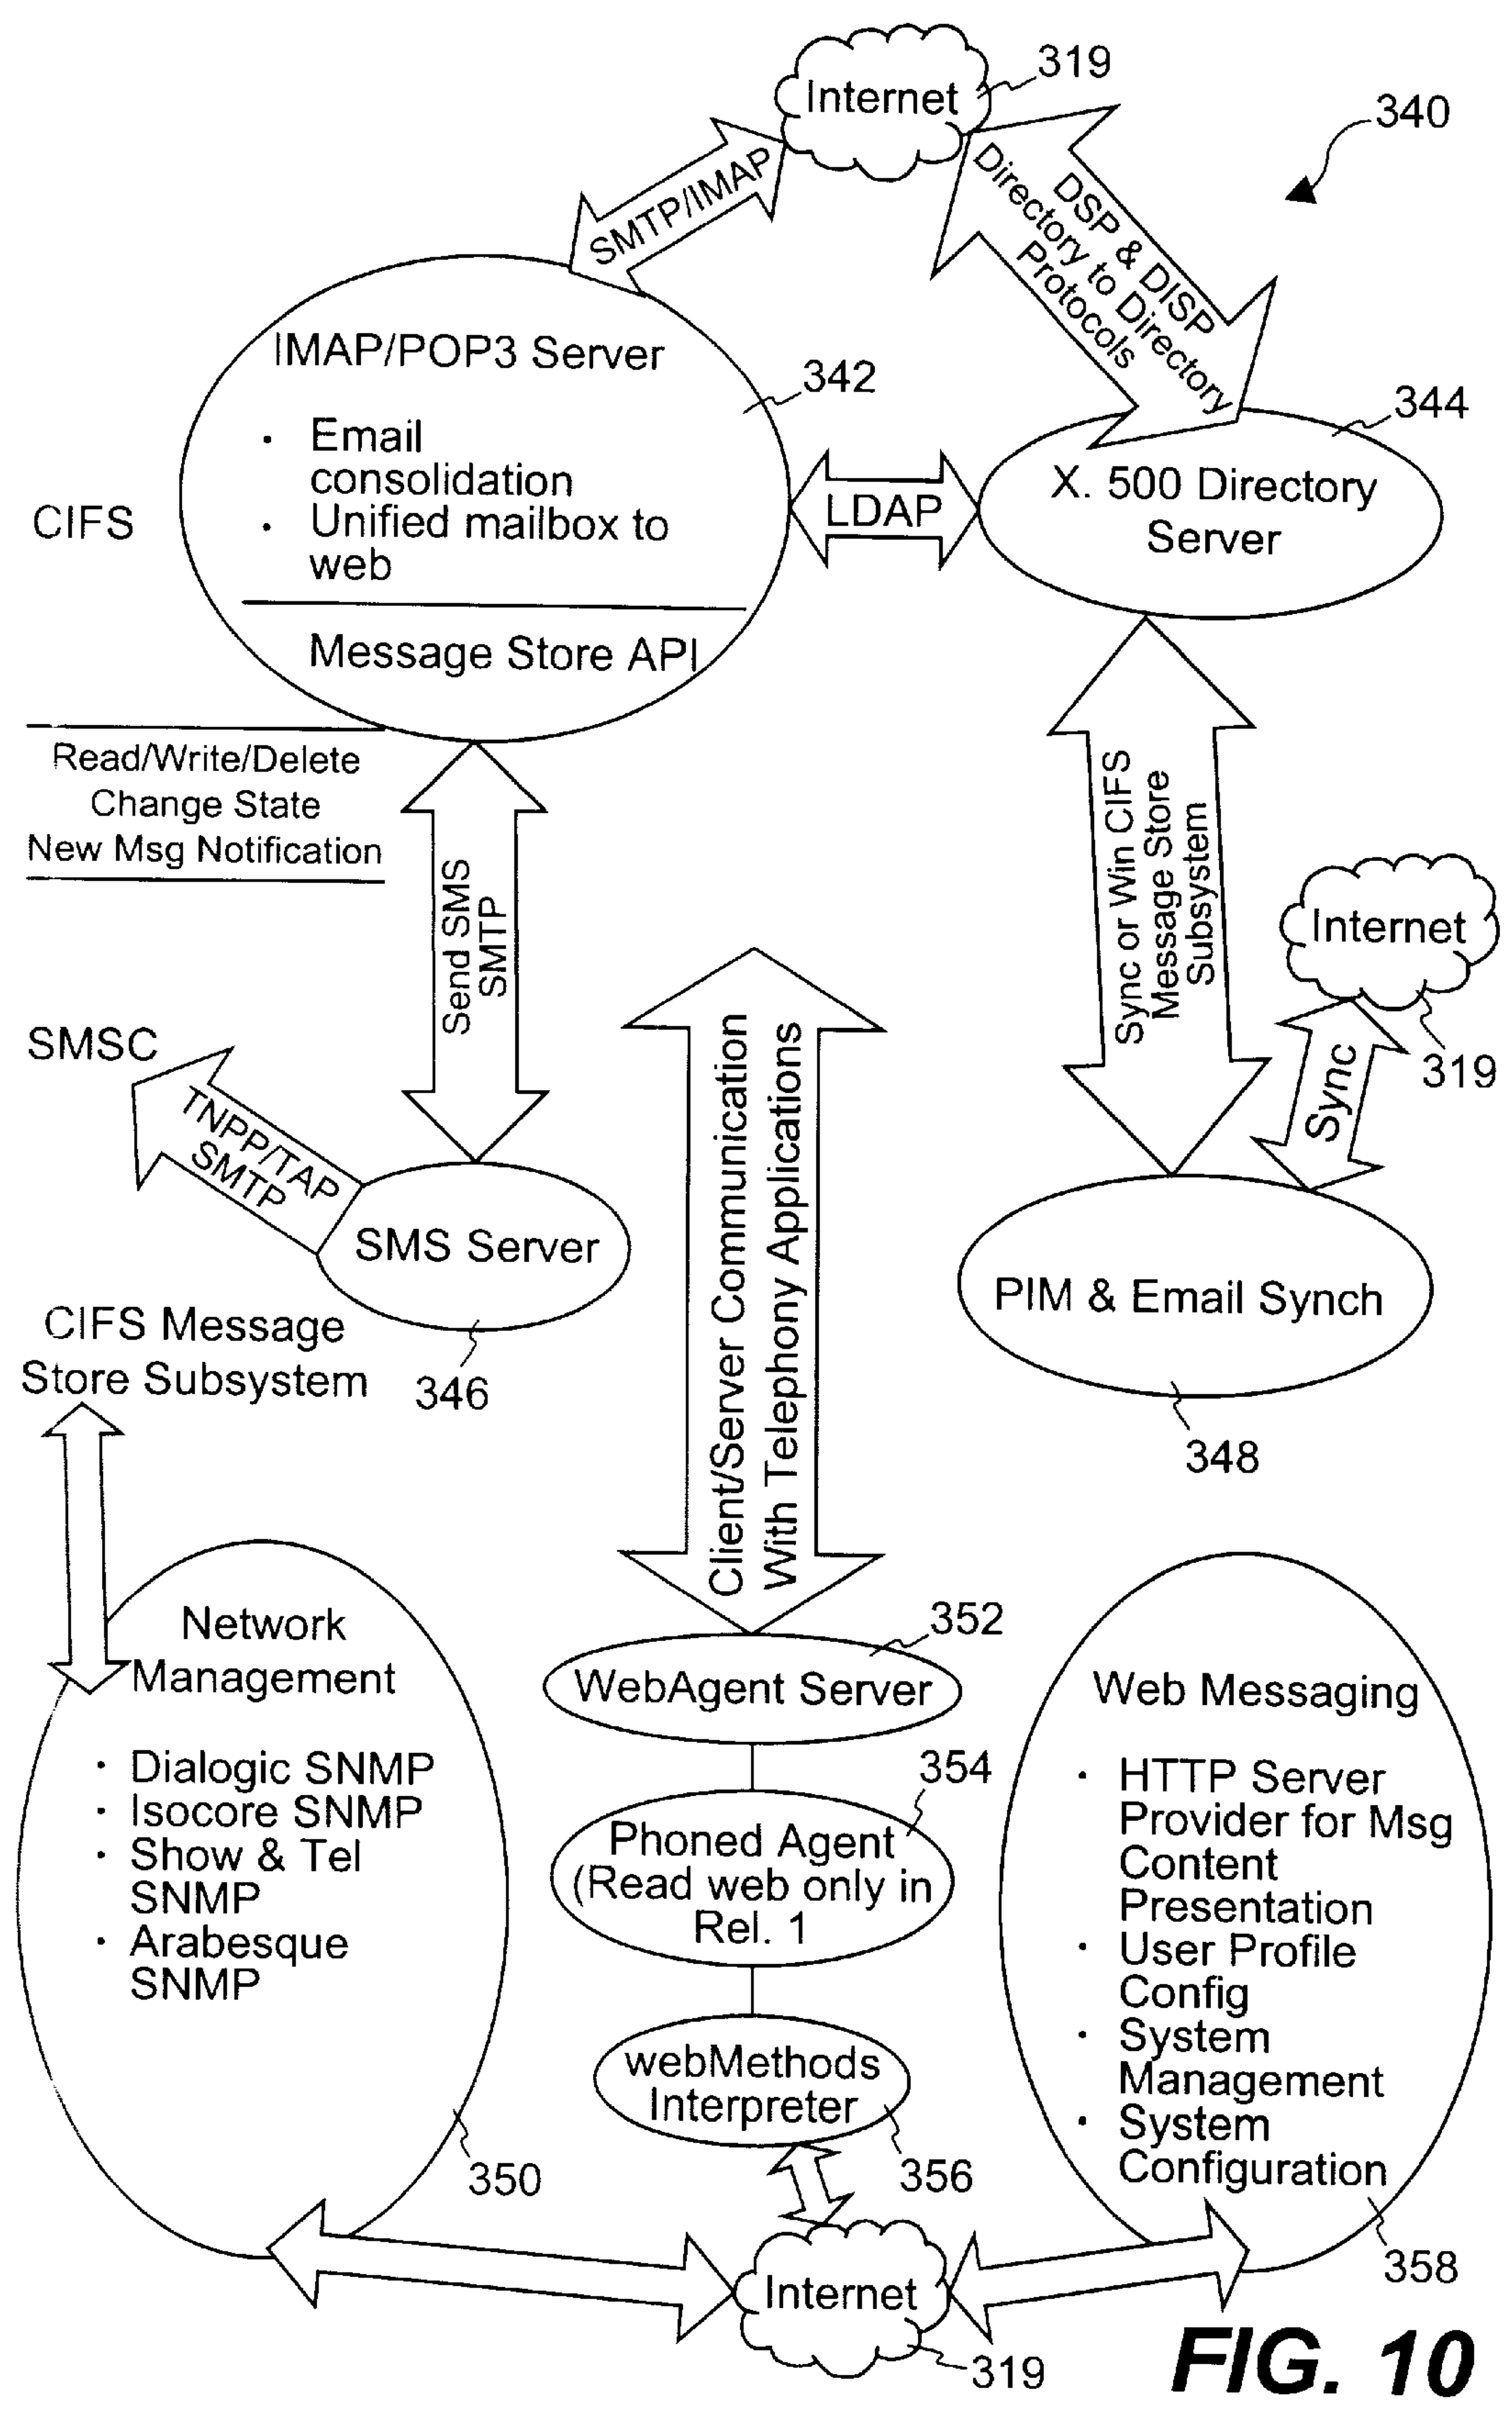 Internet
319
340
SMTP/IMAP
DSP & DISP
Directory to Directory
Protocols
IMAP/POP3 Server
342
· Email
consolidation
· Unified mailbox to
web
Message Store API
CIFS
LDAP
344
X. 500 Directory
Server
Read/Write/Delete
Change State
New Msg Notification
Send SMS
SMTP
Sync or Win CIFS
Message Store
Subsystem
Internet
319
Sync
SMSC
TNPP/TAP
SMTP
SMS Server
346
Client/Server Communication
With Telephony Applications
PIM & Email Synch
348
CIFS Message
Store Subsystem
Network
Management
· Dialogic SNMP
· Isocore SNMP
· Show & Tel
SNMP
· Arabesque
SNMP
350
352
WebAgent Server
354
Phoned Agent
(Read web only in
Rel. 1
webMethods
Interpreter
356
Web Messaging
· HTTP Server
Provider for Msg
Content
Presentation
· User Profile
Config
· System
Management
· System
Configuration
358
Internet
319
FIG. 10